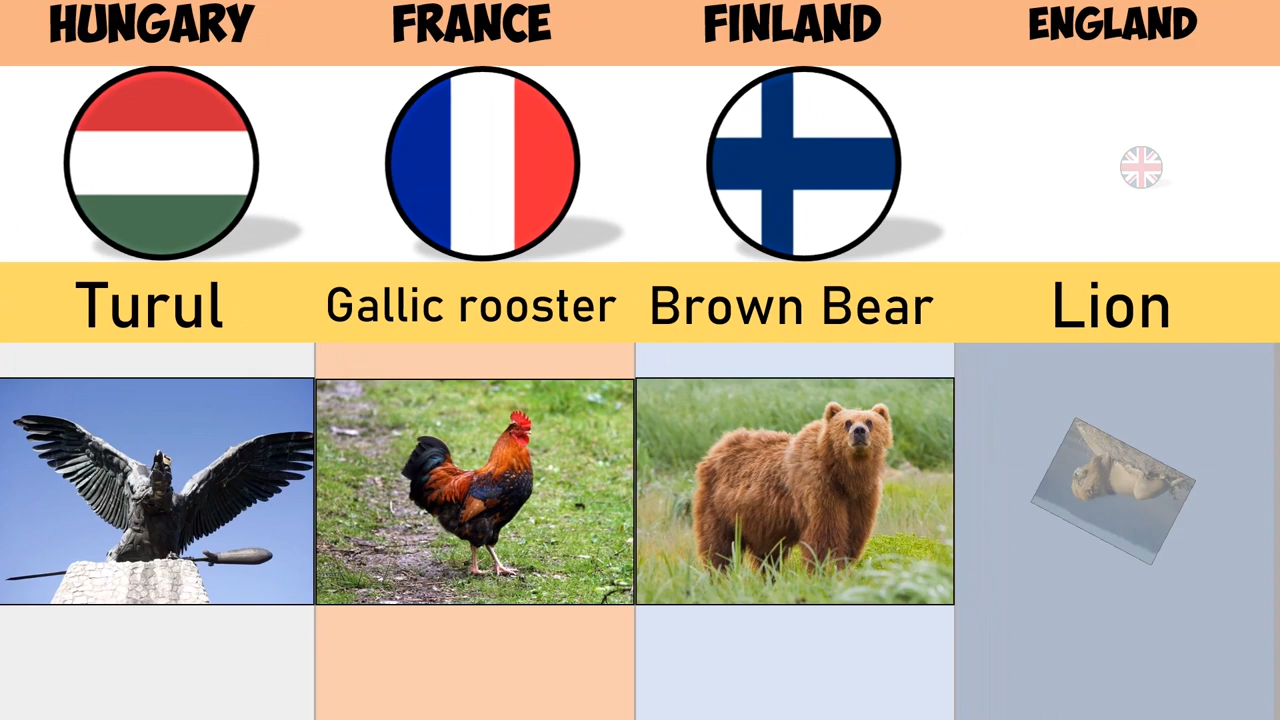 HUNGARY
FRANCE
FINLAND
ENGLAND
Turul
Gallic rooster
Brown Bear
Lion